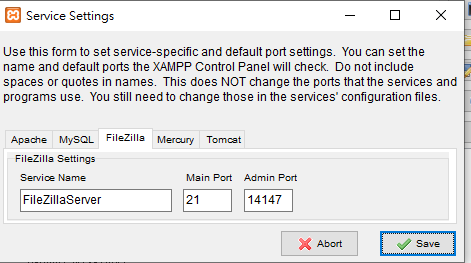 Service Settings
Use this form to set service-specific and default port settings.  You can set the
name and default ports the XAMPP Control Panel will check.  Do not include
spaces or quotes in names.  This does NOT change the ports that the services and
programs use.  You still need to change those in the services' configuration files.
Apache MySQL FileZilla Mercury Tomcat
FileZilla Settings
Service Name Main Port Admin Port
FileZillaServer 21 14147
Abort Save